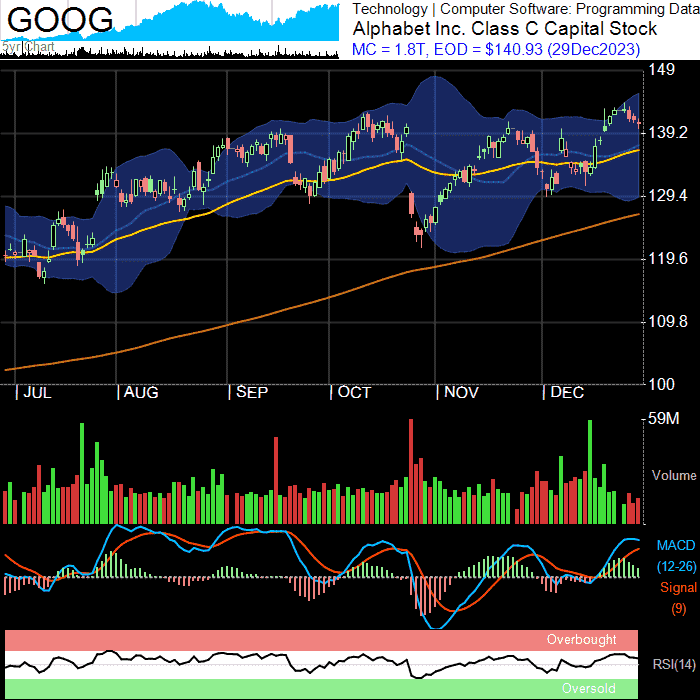 GOOG
5yr Chart
Technology | Computer Software: Programming Data
Alphabet Inc. Class C Capital Stock
MC = 1.8T, EOD = $140.93 (29Dec2023)
149
139.2
129.4
119.6
109.8
100
JUL AUG SEP OCT NOV DEC
59M
Volume
MACD
(12-26)
Signal
(9)
Overbought
RSI(14)
Oversold